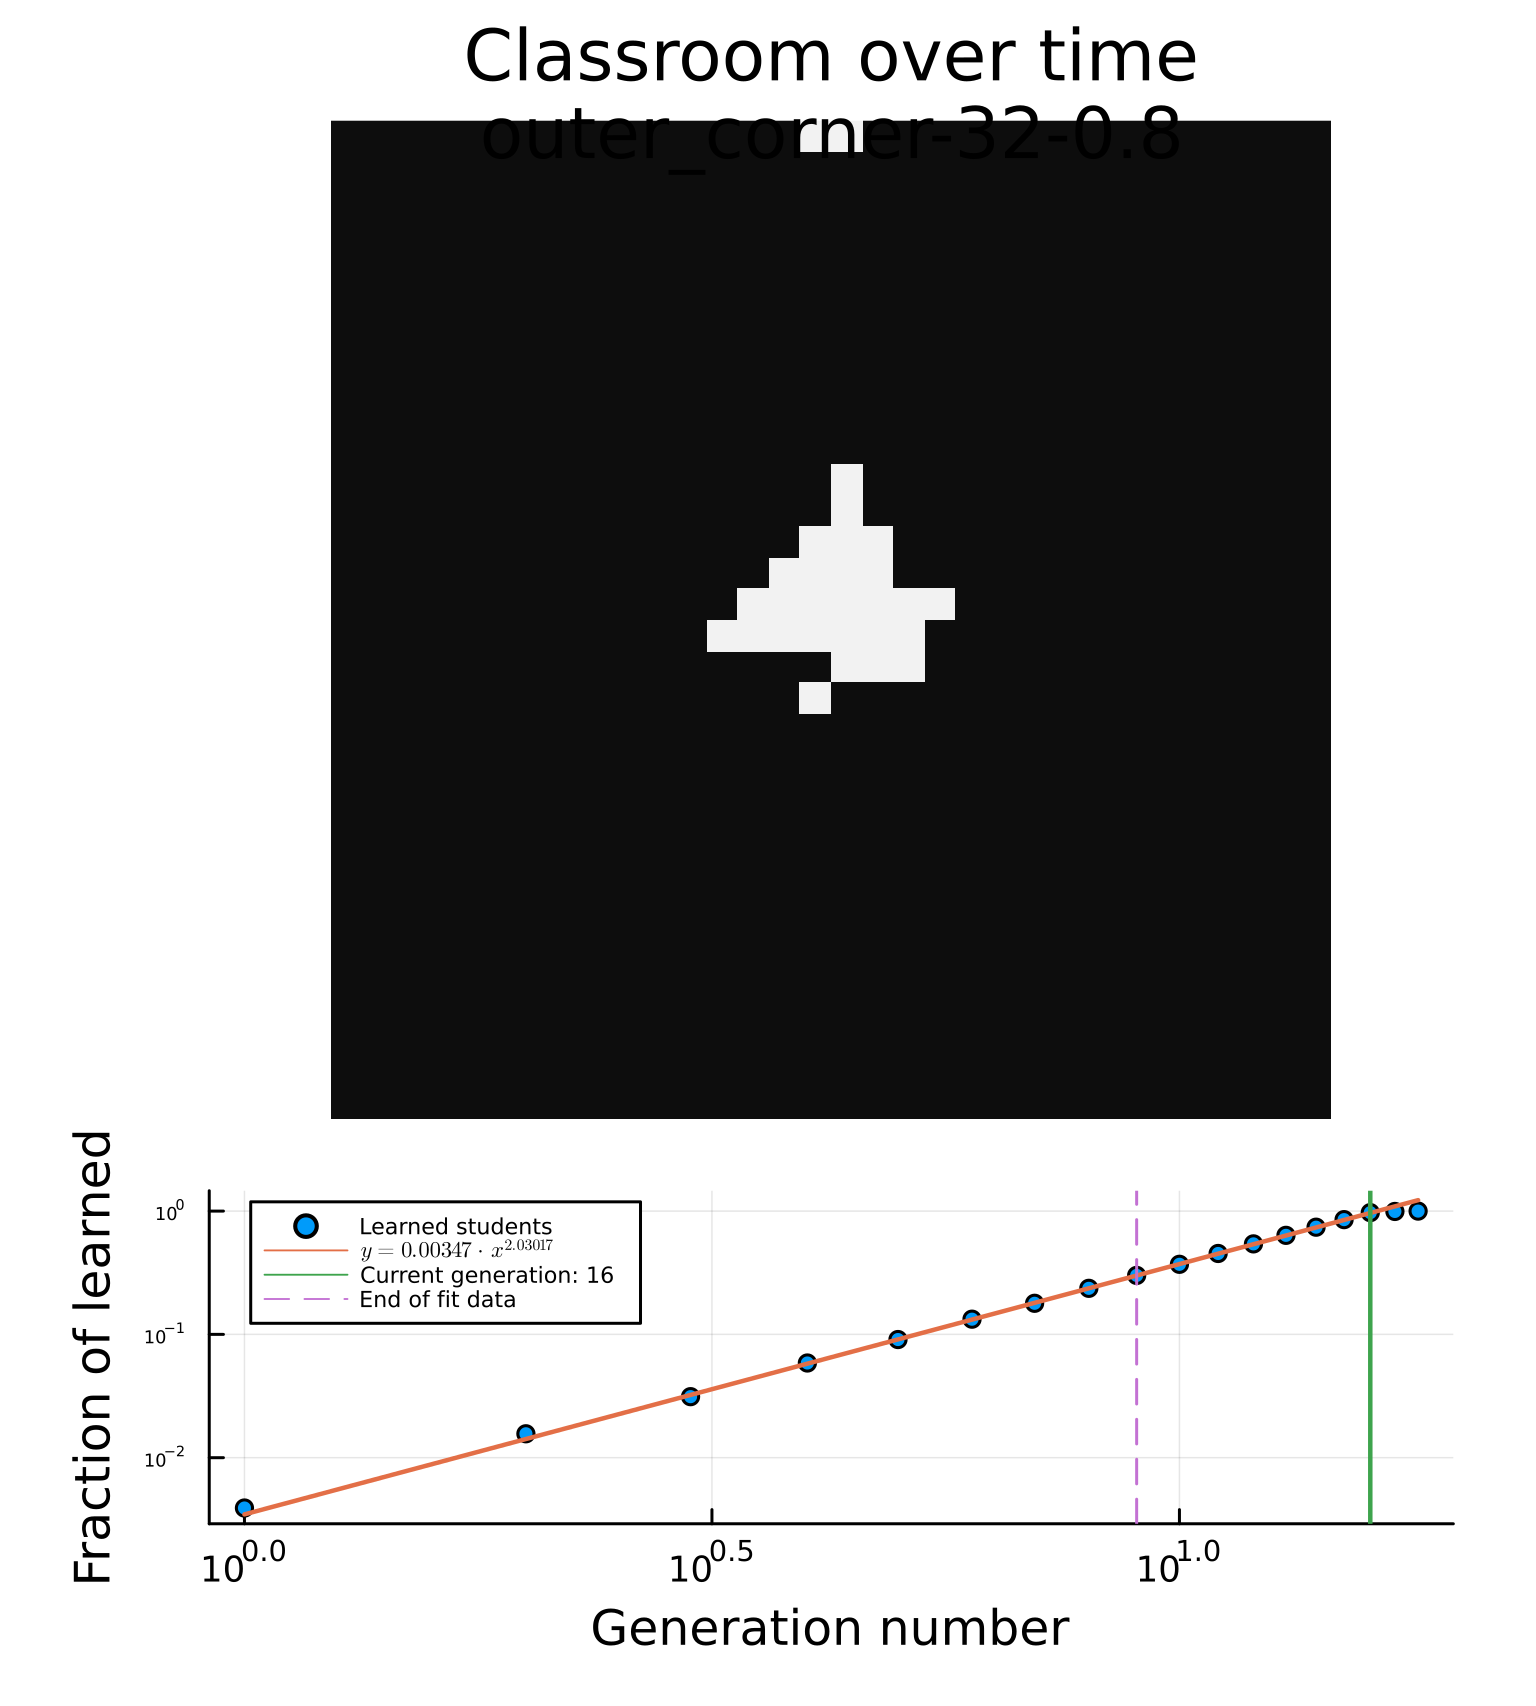 Classroom over time
outer_corner-32-0.8
Fraction of learned
10^0
10^−1
10^−2
Learned students
y = 0.00347 · x^2.03017
Current generation: 16
End of fit data
10^0.0
10^0.5
10^1.0
Generation number